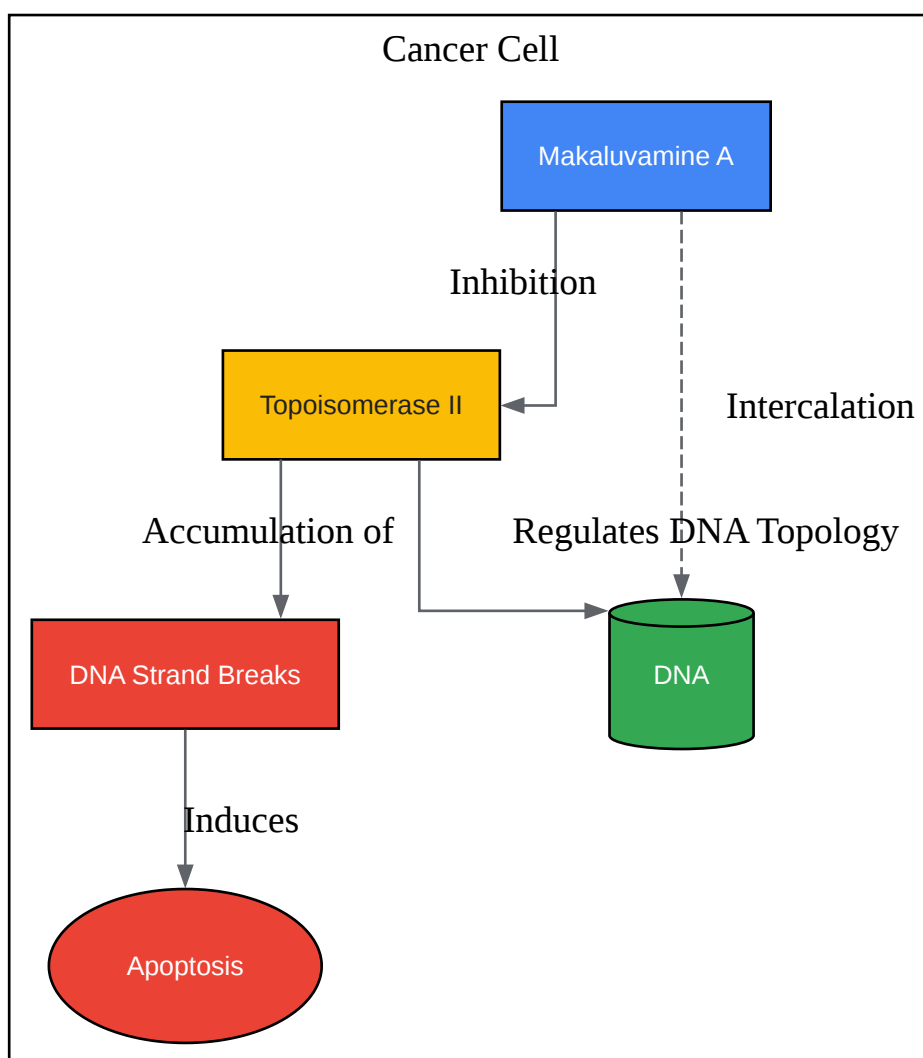 Cancer Cell
Makaluvamine A
Inhibition
Topoisomerase II
Intercalation
Accumulation of
Regulates DNA Topology
DNA Strand Breaks
DNA
Induces
Apoptosis